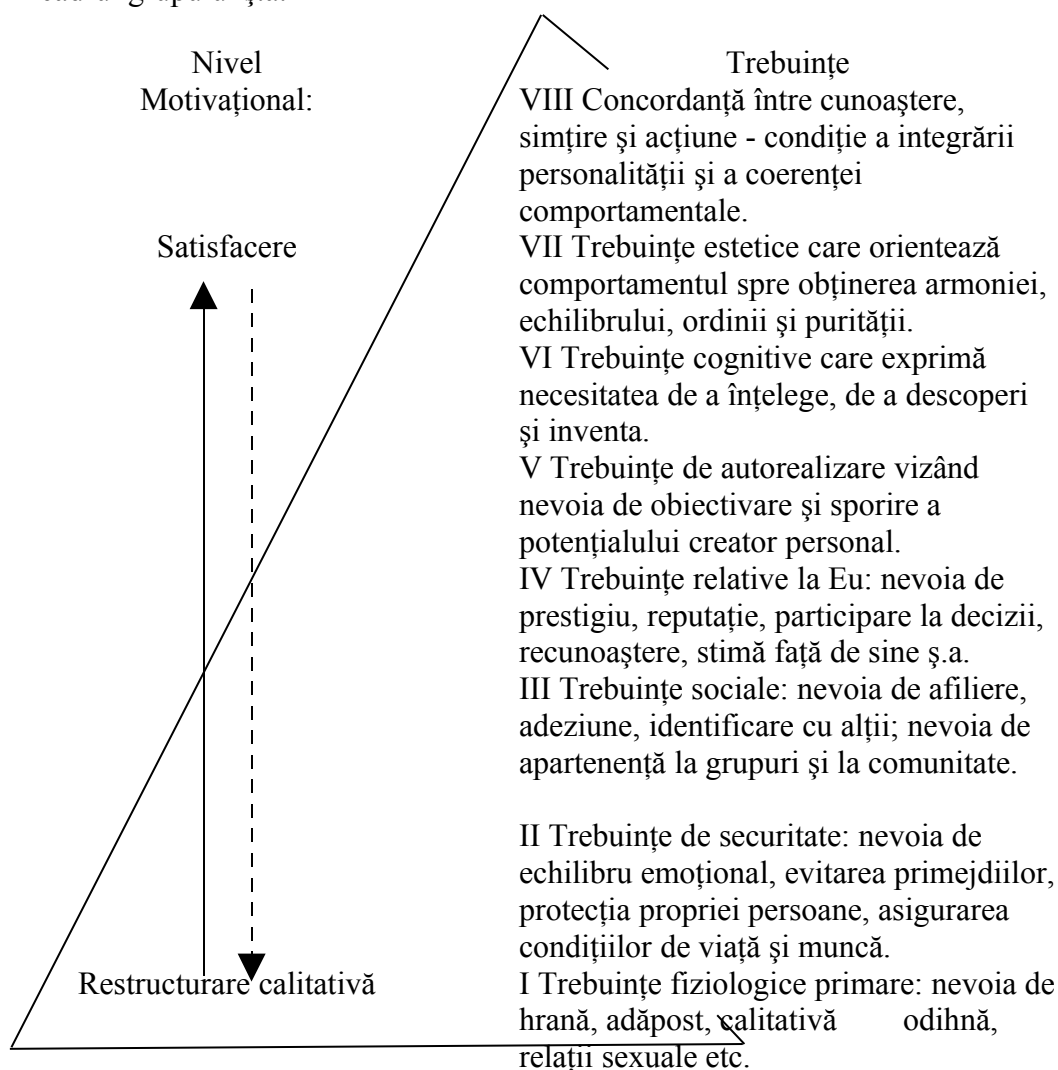 Nivel
Motivațional:
Satisfacere
Restructurare calitativă
Trebuințe
VIII Concordanță între cunoaştere,
simțire şi acțiune - condiție a integrării
personalității şi a coerenței
comportamentale.
VII Trebuințe estetice care orientează
comportamentul spre obținerea armoniei,
echilibrului, ordinii şi purității.
VI Trebuințe cognitive care exprimă
necesitatea de a înțelege, de a descoperi
şi inventa.
V Trebuințe de autorealizare vizând
nevoia de obiectivare şi sporire a
potențialului creator personal.
IV Trebuințe relative la Eu: nevoia de
prestigiu, reputație, participare la decizii,
recunoaştere, stimă față de sine ş.a.
III Trebuințe sociale: nevoia de afiliere,
adeziune, identificare cu alții; nevoia de
apartenență la grupuri şi la comunitate.
II Trebuințe de securitate: nevoia de
echilibru emoțional, evitarea primejdiilor,
protecția propriei persoane, asigurarea
condițiilor de viață şi muncă.
I Trebuințe fiziologice primare: nevoia de
hrană, adăpost, calitativă odihnă,
relații sexuale etc.